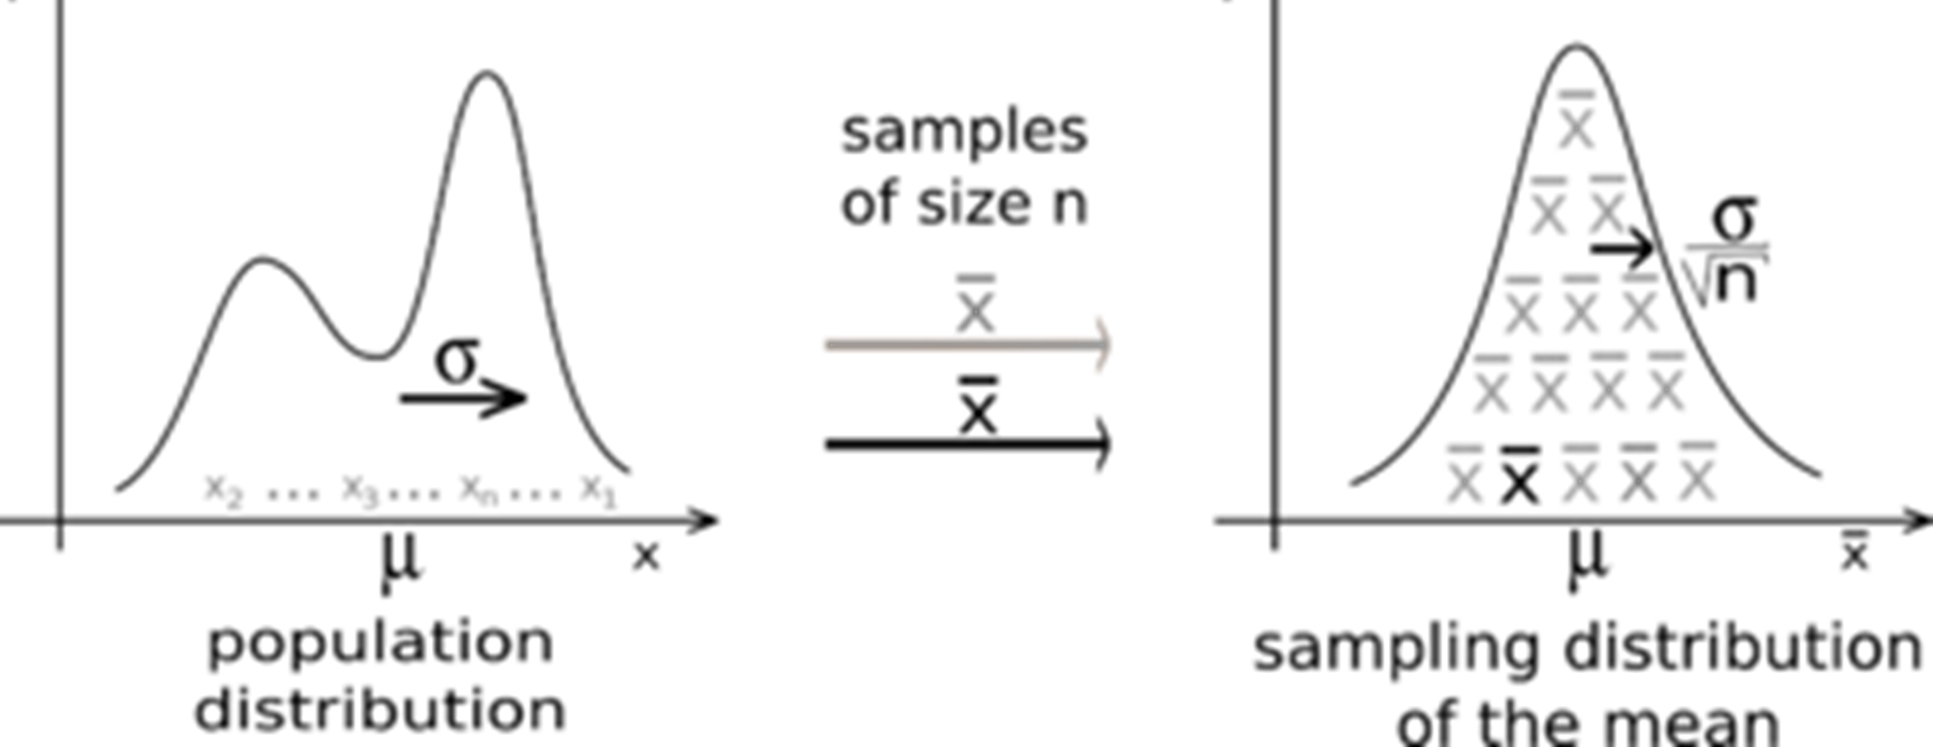 σ
x₂ ... x₃ ... xₙ ... x₁
μ
x
population
distribution
samples
of size n
x̄
x̄
x̄
x̄ x̄
σ
√n
x̄ x̄ x̄
x̄ x̄ x̄ x̄
x̄ x̄ x̄ x̄ x̄
μ
x̄
sampling distribution
of the mean